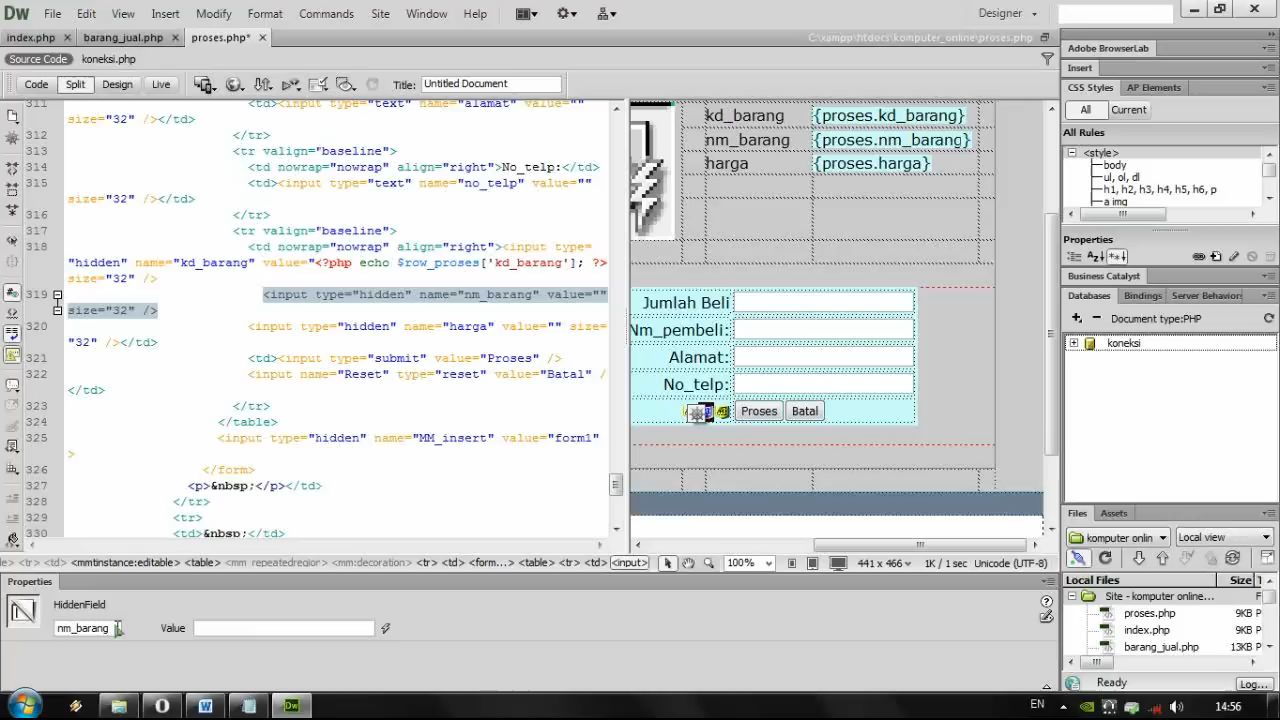 Dw File Edit View Insert Modify Format Commands Site Window Help Designer
index.php barang_jual.php proses.php* C:\xampp\htdocs\komputer_online\proses.php
Source Code koneksi.php
Code Split Design Live Title: Untitled Document
311 <td><input type="text" name="alamat" value=""
size="32" /></td>
312 </tr>
313 <tr valign="baseline">
314 <td nowrap="nowrap" align="right">No_telp:</td>
315 <td><input type="text" name="no_telp" value=""
size="32" /></td>
316 </tr>
317 <tr valign="baseline">
318 <td nowrap="nowrap" align="right"><input type=
"hidden" name="kd_barang" value="<?php echo $row_proses['kd_barang']; ?>
size="32" />
319 <input type="hidden" name="nm_barang" value=""
size="32" />
320 <input type="hidden" name="harga" value="" size=
"32" /></td>
321 <td><input type="submit" value="Proses" />
322 <input name="Reset" type="reset" value="Batal" /
</td>
323 </tr>
324 </table>
325 <input type="hidden" name="MM_insert" value="form1"
>
326 </form>
327 <p>&nbsp;</p></td>
328 </tr>
329 <tr>
330 <td>&nbsp;</td>
kd_barang {proses.kd_barang}
nm_barang {proses.nm_barang}
harga {proses.harga}
Jumlah Beli
Nm_pembeli:
Alamat:
No_telp:
Proses Batal
<td> <mmtinstance:editable> <table> <mm_repeatedregion> <mm:decoration> <tr> <td> <form... <table> <tr> <td> <input> 100% 441 x 466 1K / 1 sec Unicode (UTF-8)
Properties
HiddenField
nm_barang Value
Adobe BrowserLab
Insert
CSS Styles AP Elements
All Current
All Rules
<style>
body
ul, ol, dl
h1, h2, h3, h4, h5, h6, p
a img
Properties
Az
Business Catalyst
Databases Bindings Server Behaviors
Document type:PHP
koneksi
Files Assets
komputer onlin Local view
Local Files Size T
Site - komputer online... F
proses.php 9KB P
index.php 9KB P
barang_jual.php 13KB P
Ready Log...
W Dw EN 14:56